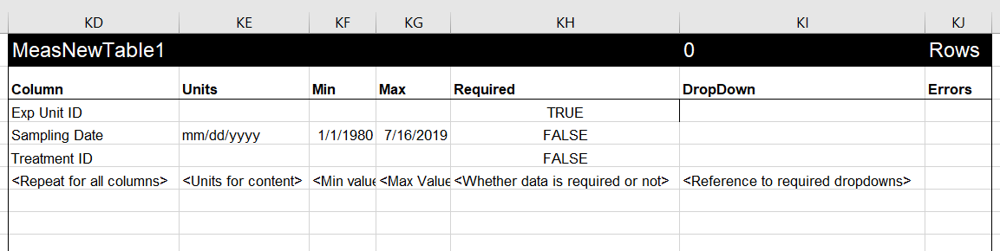 KD KE KF KG KH KI KJ
MeasNewTable1 0 Rows
Column Units Min Max Required DropDown Errors
Exp Unit ID TRUE
Sampling Date mm/dd/yyyy 1/1/1980 7/16/2019 FALSE
Treatment ID FALSE
<Repeat for all columns> <Units for content> <Min value <Max Value <Whether data is required or not> <Reference to required dropdowns>